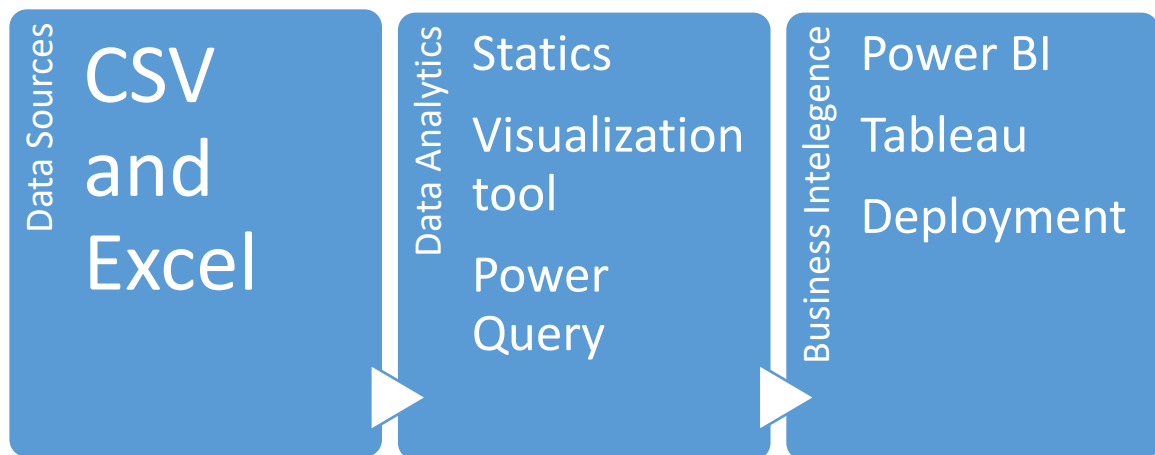 Data Sources
CSV
and
Excel
Data Analytics
Statics
Visualization
tool
Power
Query
Business Intelegence
Power BI
Tableau
Deployment